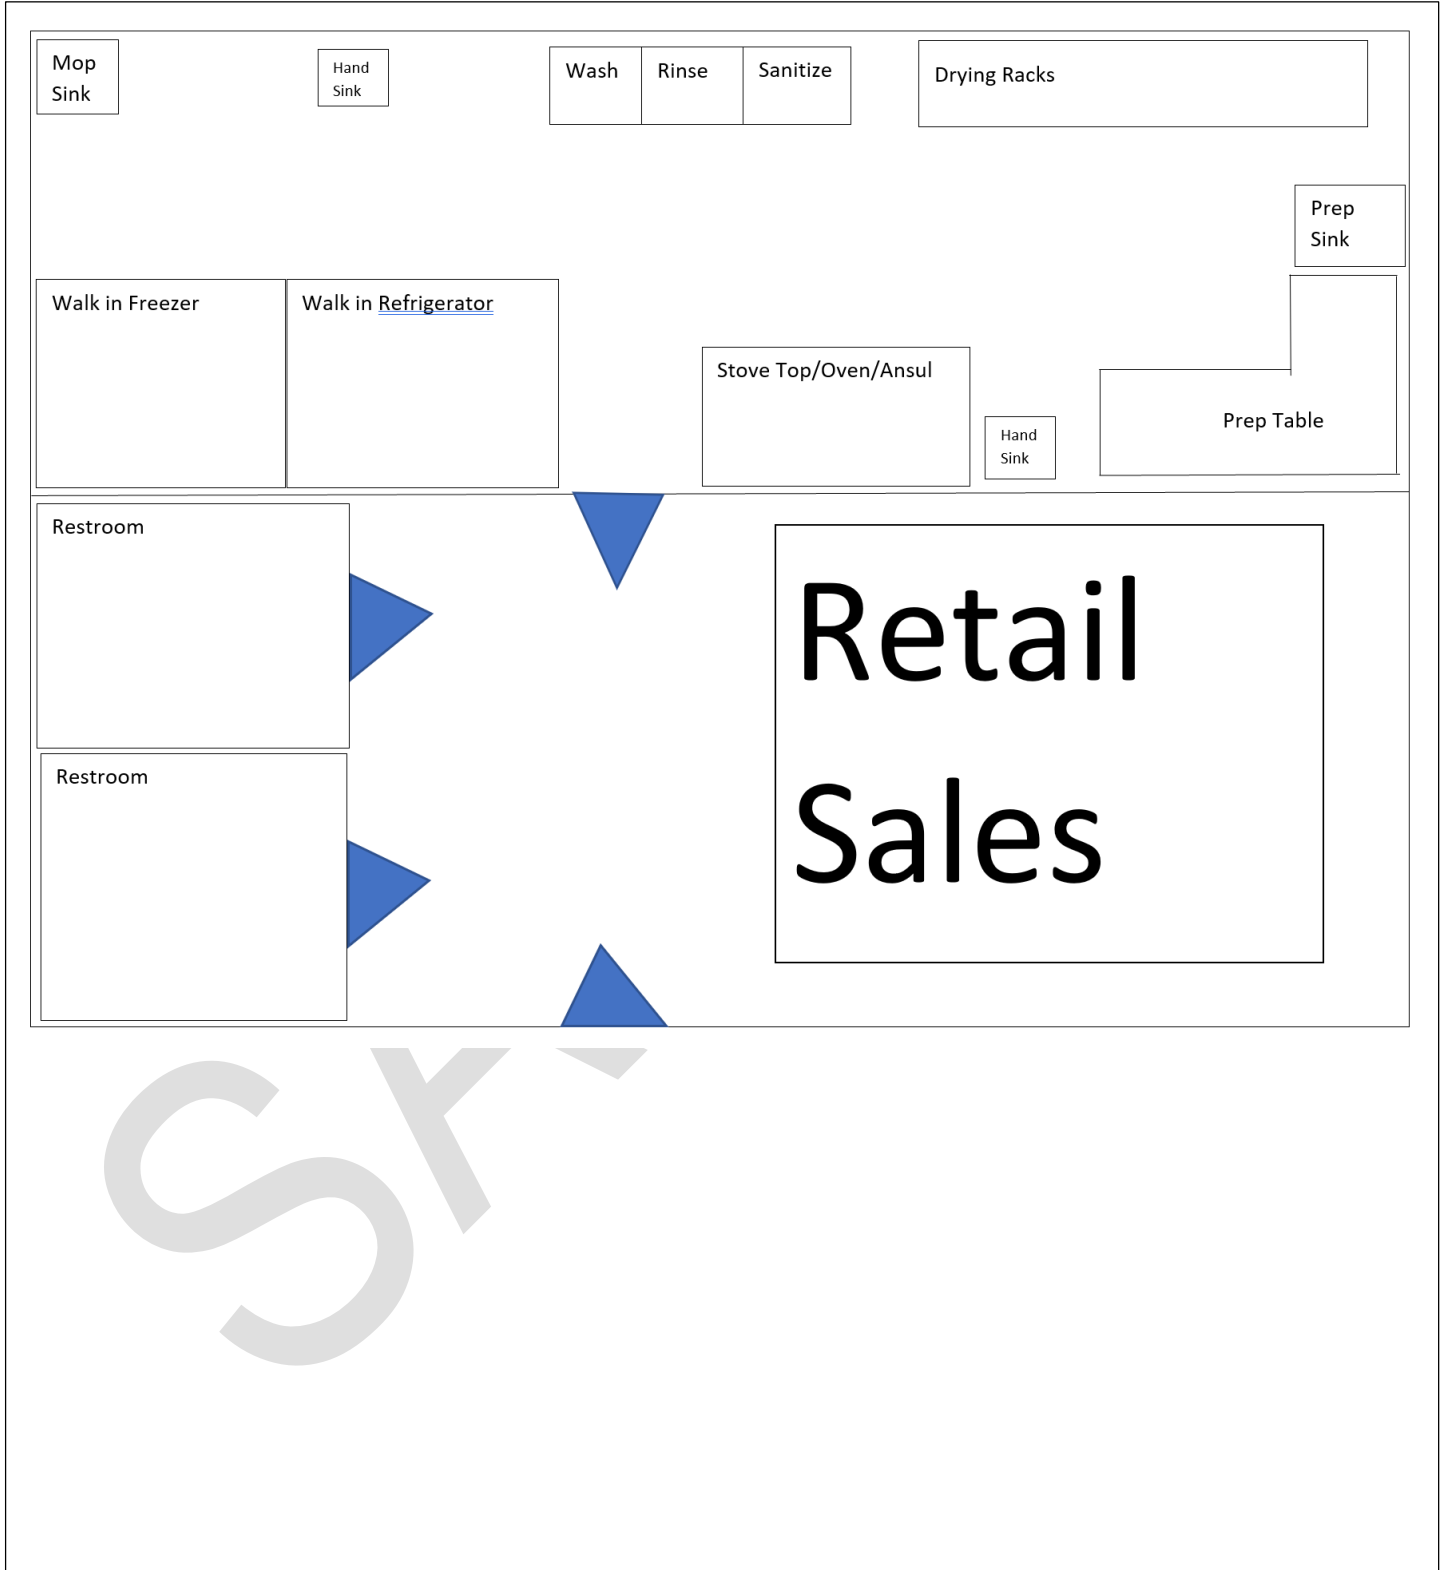 Mop
Sink
Hand
Sink
Wash
Rinse
Sanitize
Drying Racks
Prep
Sink
Walk in Freezer
Walk in Refrigerator
Stove Top/Oven/Ansul
Hand
Sink
Prep Table
Restroom
Retail
Sales
Restroom